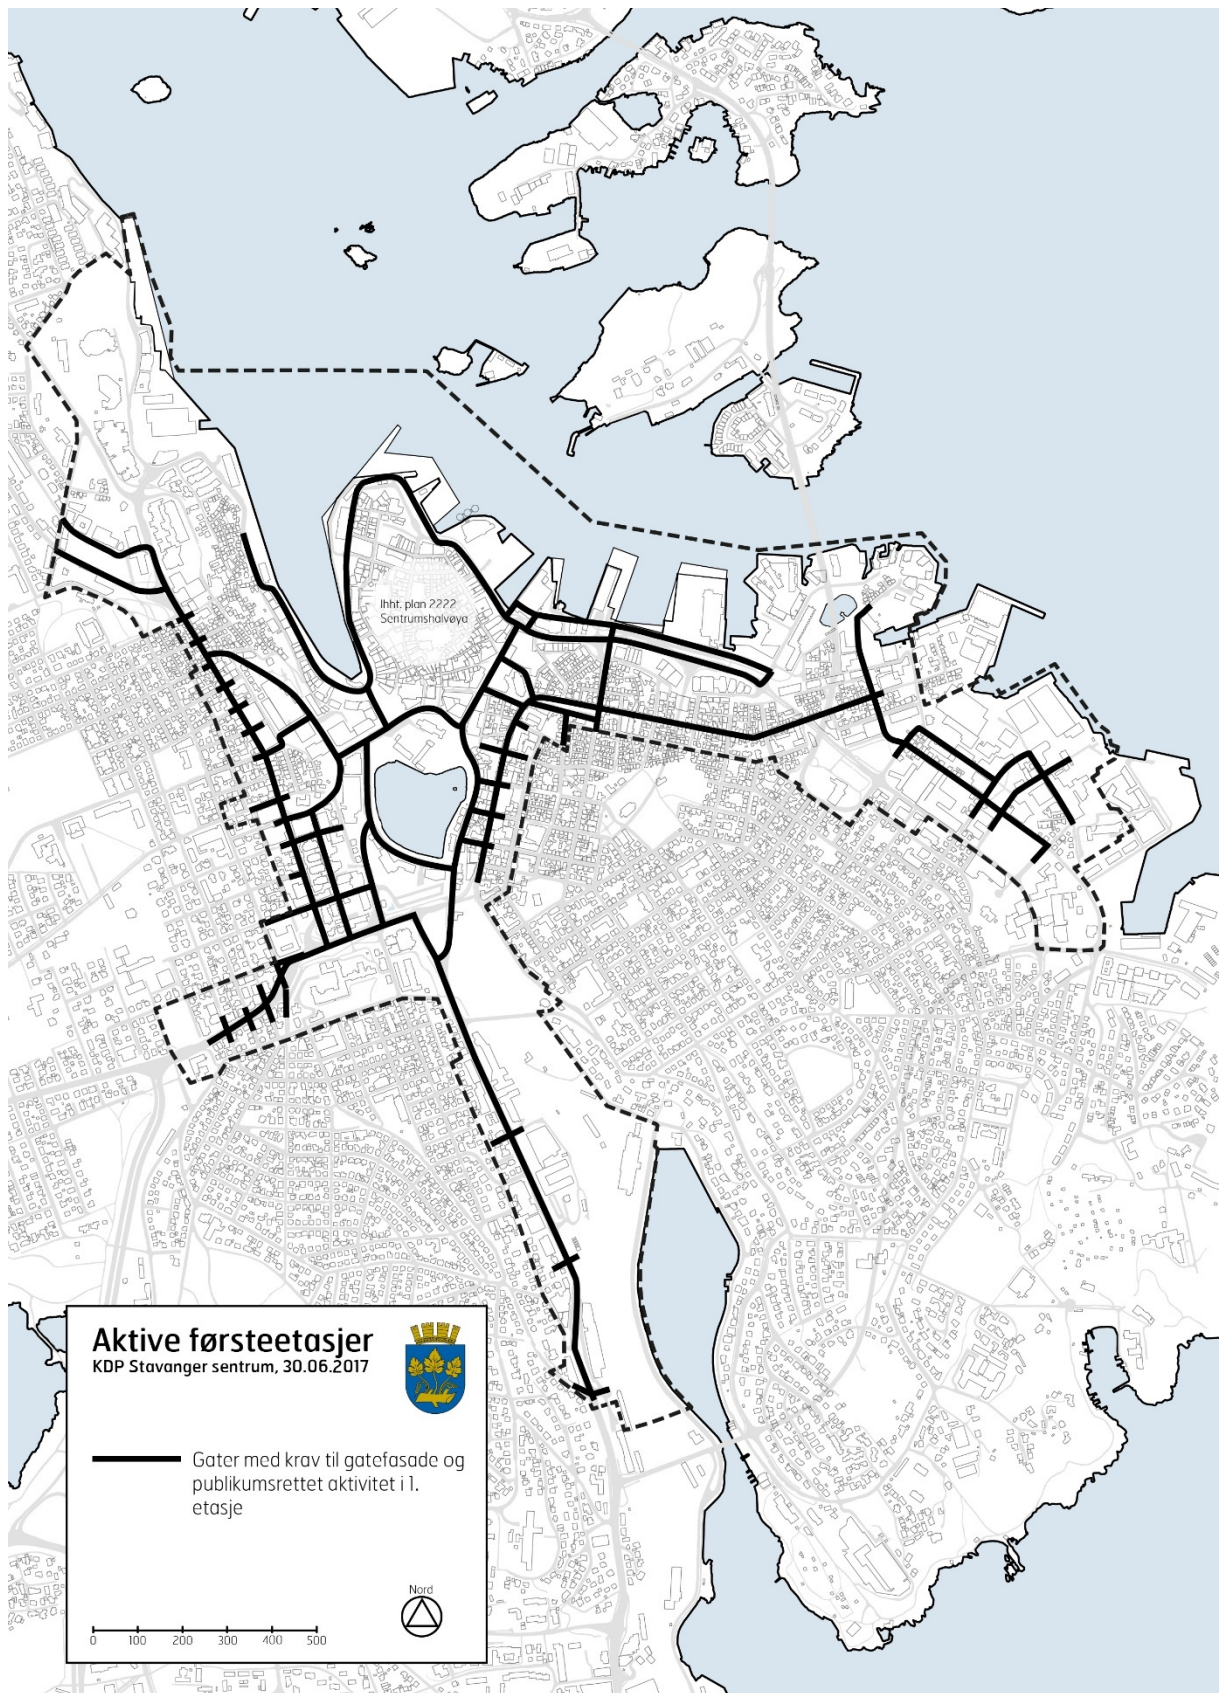 Ihht. plan 2222
Sentrumshalvøya
Aktive førsteetasjer
KDP Stavanger sentrum, 30.06.2017
Gater med krav til gatefasade og
publikumsrettet aktivitet i 1.
etasje
Nord
0 100 200 300 400 500